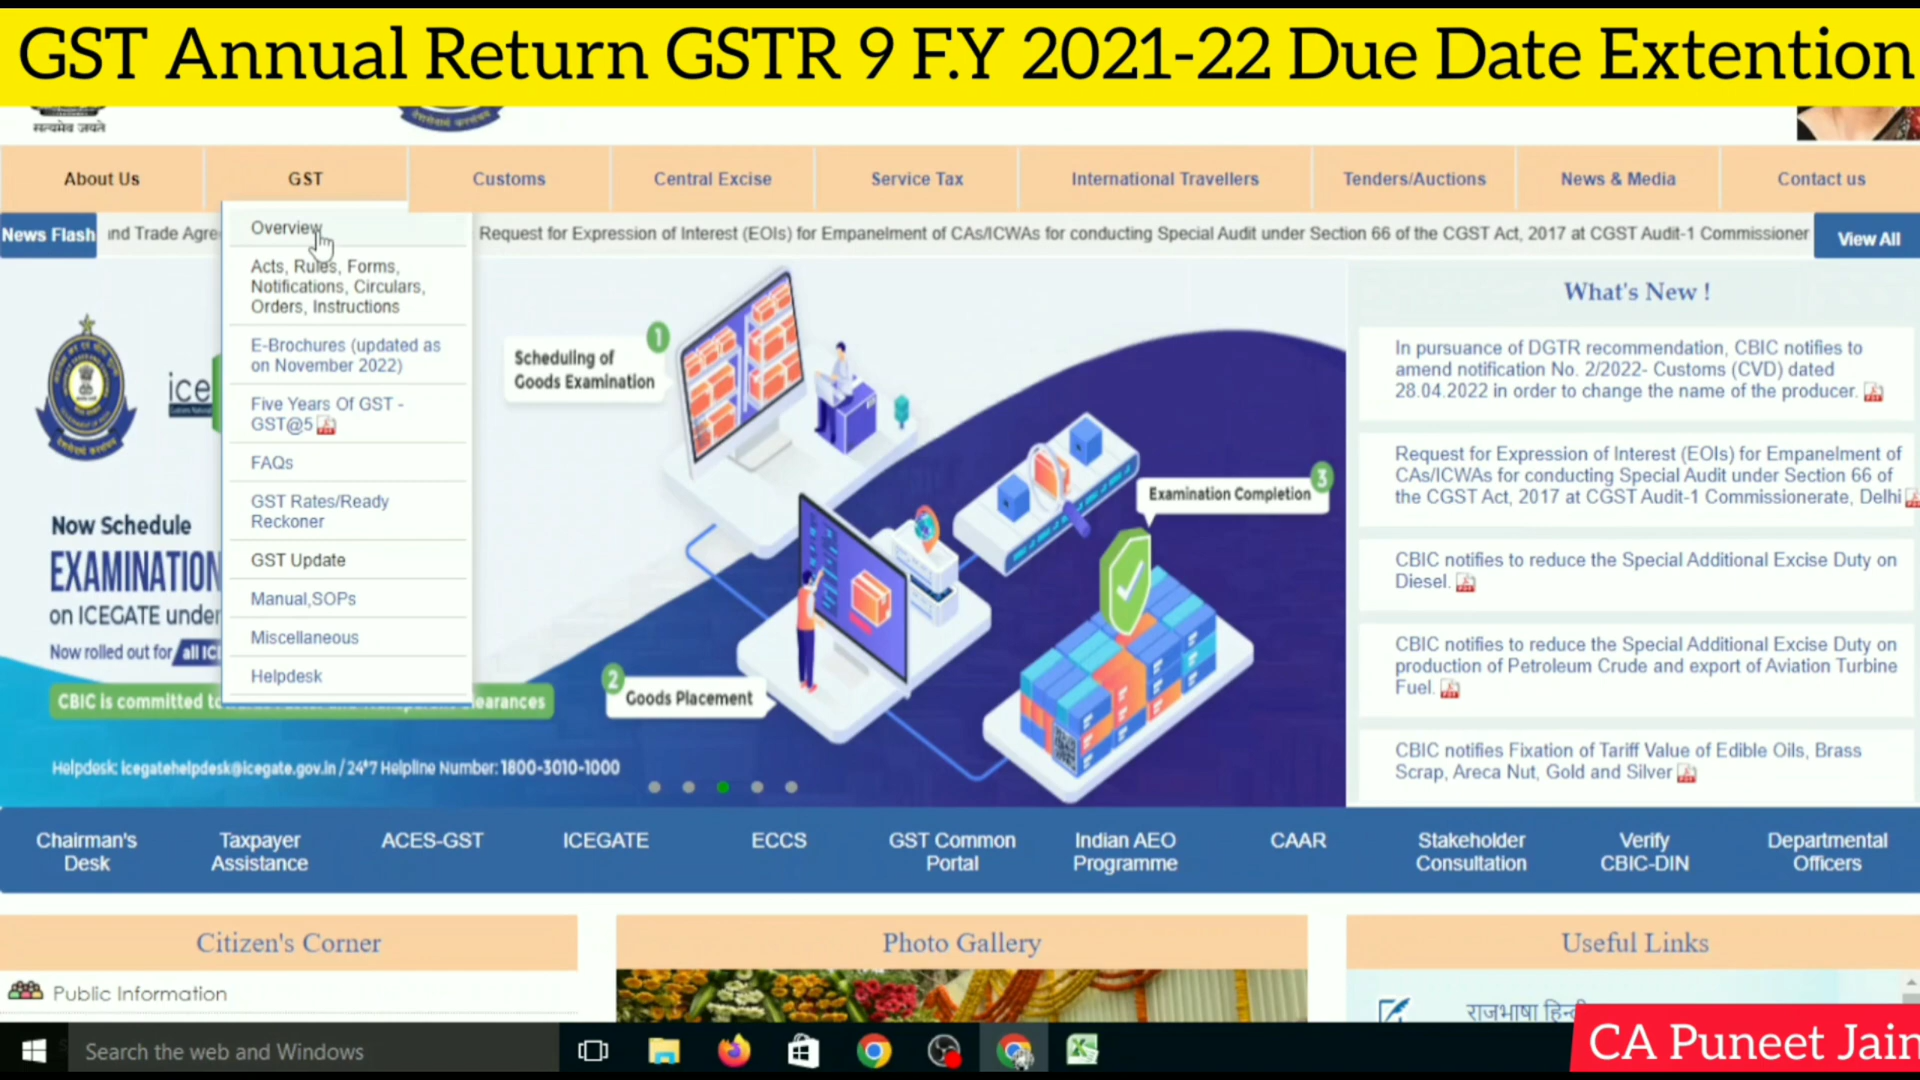 GST Annual Return GSTR 9 F.Y 2021-22 Due Date Extention
सत्यमेव जयते
About Us
GST
Customs
Central Excise
Service Tax
International Travellers
Tenders/Auctions
News & Media
Contact us
News Flash
nd Trade Agre
Request for Expression of Interest (EOIs) for Empanelment of CAs/ICWAs for conducting Special Audit under Section 66 of the CGST Act, 2017 at CGST Audit-1 Commissioner
View All
Overview
Acts, Rules, Forms,
Notifications, Circulars,
Orders, Instructions
E-Brochures (updated as
on November 2022)
Five Years Of GST -
GST@5
FAQs
GST Rates/Ready
Reckoner
GST Update
Manual,SOPs
Miscellaneous
Helpdesk
ice
Now Schedule
EXAMINATION
on ICEGATE under
Now rolled out for all IC
CBIC is committed to
earances
Helpdesk: icegatehelpdesk@icegate.gov.in / 24*7 Helpline Number: 1800-3010-1000
1
Scheduling of
Goods Examination
2
Goods Placement
3
Examination Completion
What's New !
In pursuance of DGTR recommendation, CBIC notifies to
amend notification No. 2/2022- Customs (CVD) dated
28.04.2022 in order to change the name of the producer.
Request for Expression of Interest (EOIs) for Empanelment of
CAs/ICWAs for conducting Special Audit under Section 66 of
the CGST Act, 2017 at CGST Audit-1 Commissionerate, Delhi
CBIC notifies to reduce the Special Additional Excise Duty on
Diesel.
CBIC notifies to reduce the Special Additional Excise Duty on
production of Petroleum Crude and export of Aviation Turbine
Fuel.
CBIC notifies Fixation of Tariff Value of Edible Oils, Brass
Scrap, Areca Nut, Gold and Silver
Chairman's
Desk
Taxpayer
Assistance
ACES-GST
ICEGATE
ECCS
GST Common
Portal
Indian AEO
Programme
CAAR
Stakeholder
Consultation
Verify
CBIC-DIN
Departmental
Officers
Citizen's Corner
Photo Gallery
Useful Links
Public Information
राजभाषा
Search the web and Windows
CA Puneet Jain